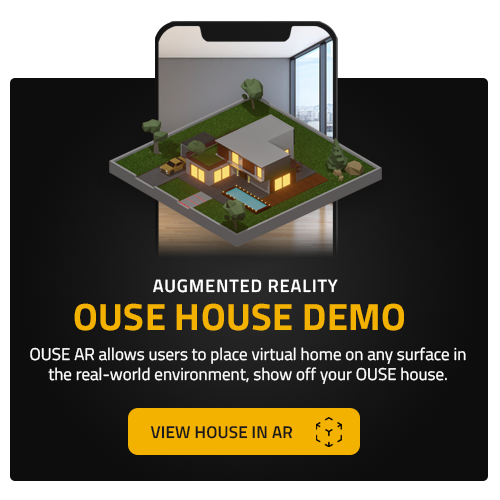 AUGMENTED REALITY
OUSE HOUSE DEMO
OUSE AR allows users to place virtual home on any surface in
the real-world environment, show off your OUSE house.
VIEW HOUSE IN AR